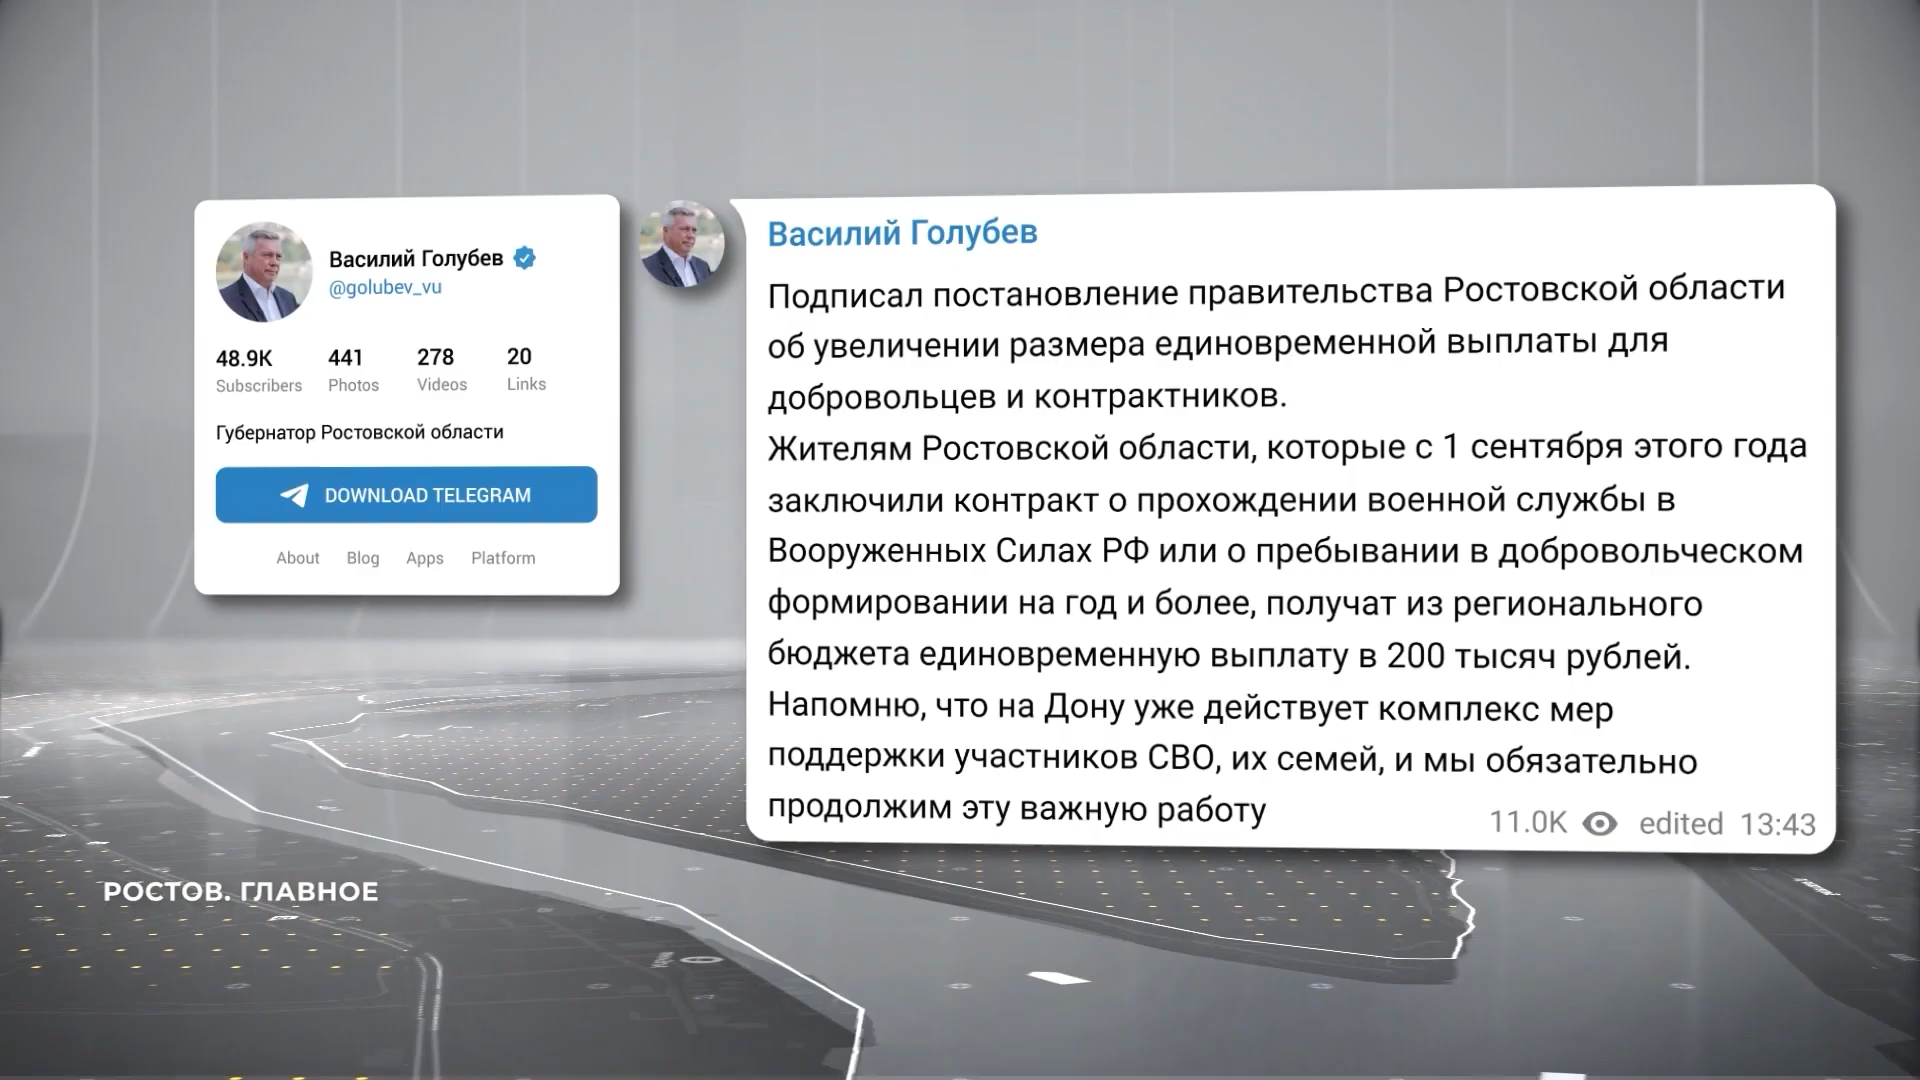 Василий Голубев
@golubev_vu
48.9K 441 278 20
Subscribers Photos Videos Links
Губернатор Ростовской области
DOWNLOAD TELEGRAM
About Blog Apps Platform
Василий Голубев
Подписал постановление правительства Ростовской области
об увеличении размера единовременной выплаты для
добровольцев и контрактников.
Жителям Ростовской области, которые с 1 сентября этого года
заключили контракт о прохождении военной службы в
Вооруженных Силах РФ или о пребывании в добровольческом
формировании на год и более, получат из регионального
бюджета единовременную выплату в 200 тысяч рублей.
Напомню, что на Дону уже действует комплекс мер
поддержки участников СВО, их семей, и мы обязательно
продолжим эту важную работу
11.0K edited 13:43
РОСТОВ. ГЛАВНОЕ